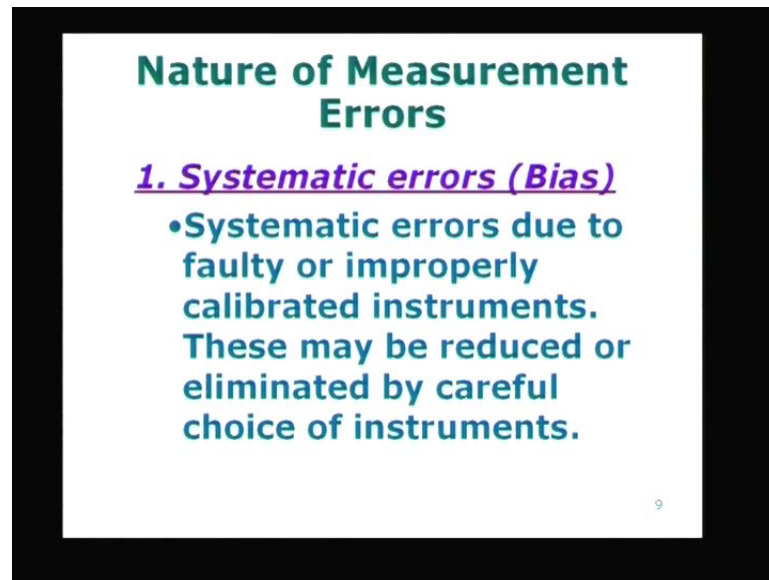 Nature of Measurement
Errors
1. Systematic errors (Bias)
•Systematic errors due to
faulty or improperly
calibrated instruments.
These may be reduced or
eliminated by careful
choice of instruments.
9